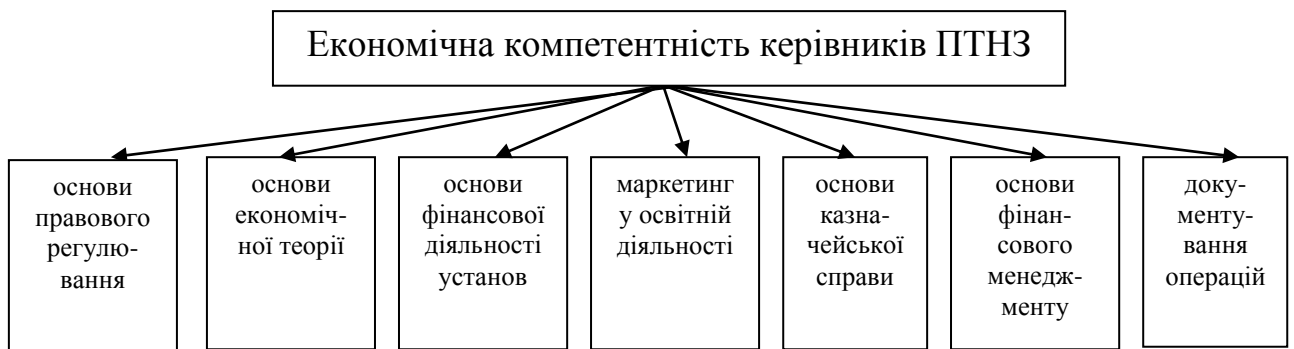 Економічна компетентність керівників ПТНЗ
основи
правового
регулю-
вання
основи
економіч-
ної теорії
основи
фінансової
діяльності
установ
маркетинг
у освітній
діяльності
основи
казна-
чейської
справи
основи
фінан-
сового
менедж-
менту
доку-
менту-
вання
операцій